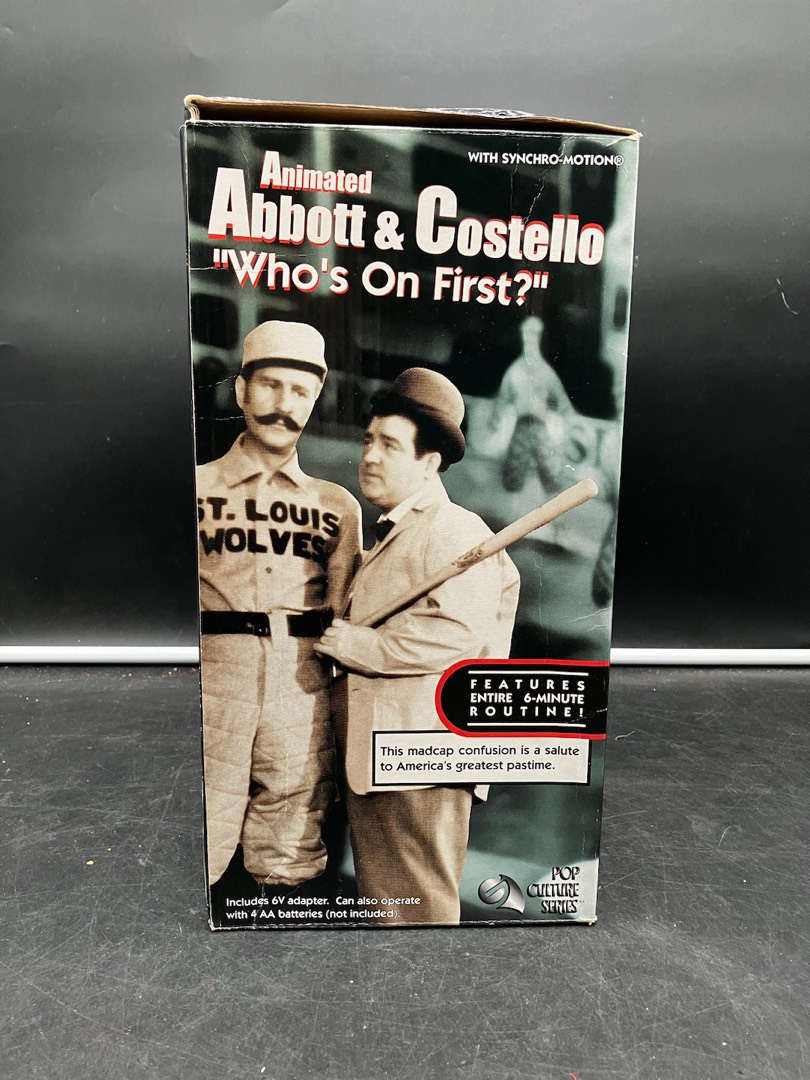 WITH SYNCHRO-MOTION®
Animated
Abbott & Costello
"Who's On First?"
ST. LOUIS
WOLVES
FEATURES
ENTIRE 6-MINUTE
ROUTINE!
This madcap confusion is a salute
to America's greatest pastime.
Includes 6V adapter. Can also operate
with 4 AA batteries (not included).
POP
CULTURE
SERIES™